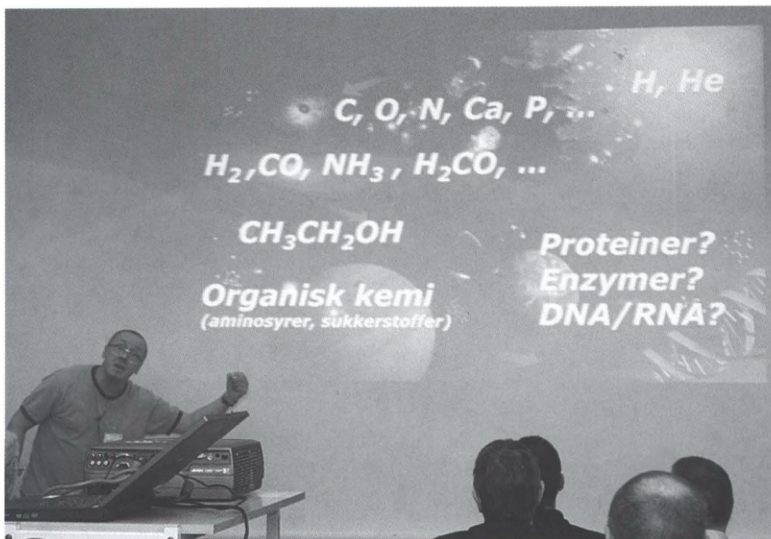 H, He
C, O, N, Ca, P, ...
H₂,CO, NH₃, H₂CO, ...
CH₃CH₂OH
Organisk kemi
(aminosyrer, sukkerstoffer)
Proteiner?
Enzymer?
DNA/RNA?